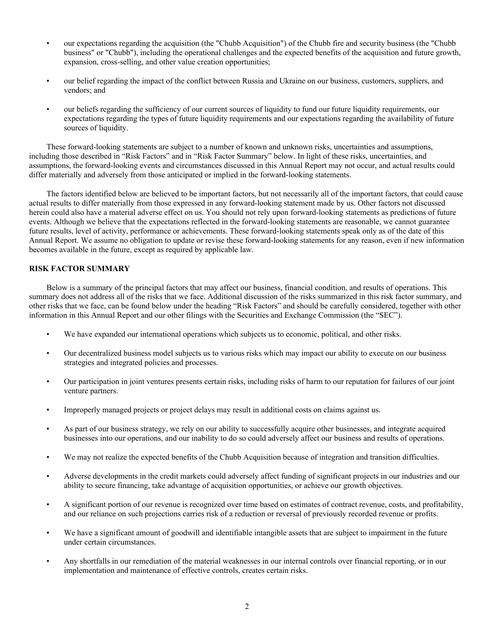 • our expectations regarding the acquisition (the "Chubb Acquisition") of the Chubb fire and security business (the "Chubb
business" or "Chubb"), including the operational challenges and the expected benefits of the acquisition and future growth,
expansion, cross-selling, and other value creation opportunities;
• our belief regarding the impact of the conflict between Russia and Ukraine on our business, customers, suppliers, and
vendors; and
• our beliefs regarding the sufficiency of our current sources of liquidity to fund our future liquidity requirements, our
expectations regarding the types of future liquidity requirements and our expectations regarding the availability of future
sources of liquidity.
These forward-looking statements are subject to a number of known and unknown risks, uncertainties and assumptions,
including those described in “Risk Factors” and in “Risk Factor Summary” below. In light of these risks, uncertainties, and
assumptions, the forward-looking events and circumstances discussed in this Annual Report may not occur, and actual results could
differ materially and adversely from those anticipated or implied in the forward-looking statements.
The factors identified below are believed to be important factors, but not necessarily all of the important factors, that could cause
actual results to differ materially from those expressed in any forward-looking statement made by us. Other factors not discussed
herein could also have a material adverse effect on us. You should not rely upon forward-looking statements as predictions of future
events. Although we believe that the expectations reflected in the forward-looking statements are reasonable, we cannot guarantee
future results, level of activity, performance or achievements. These forward-looking statements speak only as of the date of this
Annual Report. We assume no obligation to update or revise these forward-looking statements for any reason, even if new information
becomes available in the future, except as required by applicable law.
RISK FACTOR SUMMARY
Below is a summary of the principal factors that may affect our business, financial condition, and results of operations. This
summary does not address all of the risks that we face. Additional discussion of the risks summarized in this risk factor summary, and
other risks that we face, can be found below under the heading “Risk Factors” and should be carefully considered, together with other
information in this Annual Report and our other filings with the Securities and Exchange Commission (the “SEC”).
• We have expanded our international operations which subjects us to economic, political, and other risks.
• Our decentralized business model subjects us to various risks which may impact our ability to execute on our business
strategies and integrated policies and processes.
• Our participation in joint ventures presents certain risks, including risks of harm to our reputation for failures of our joint
venture partners.
• Improperly managed projects or project delays may result in additional costs on claims against us.
• As part of our business strategy, we rely on our ability to successfully acquire other businesses, and integrate acquired
businesses into our operations, and our inability to do so could adversely affect our business and results of operations.
• We may not realize the expected benefits of the Chubb Acquisition because of integration and transition difficulties.
• Adverse developments in the credit markets could adversely affect funding of significant projects in our industries and our
ability to secure financing, take advantage of acquisition opportunities, or achieve our growth objectives.
• A significant portion of our revenue is recognized over time based on estimates of contract revenue, costs, and profitability,
and our reliance on such projections carries risk of a reduction or reversal of previously recorded revenue or profits.
• We have a significant amount of goodwill and identifiable intangible assets that are subject to impairment in the future
under certain circumstances.
• Any shortfalls in our remediation of the material weaknesses in our internal controls over financial reporting, or in our
implementation and maintenance of effective controls, creates certain risks.
2